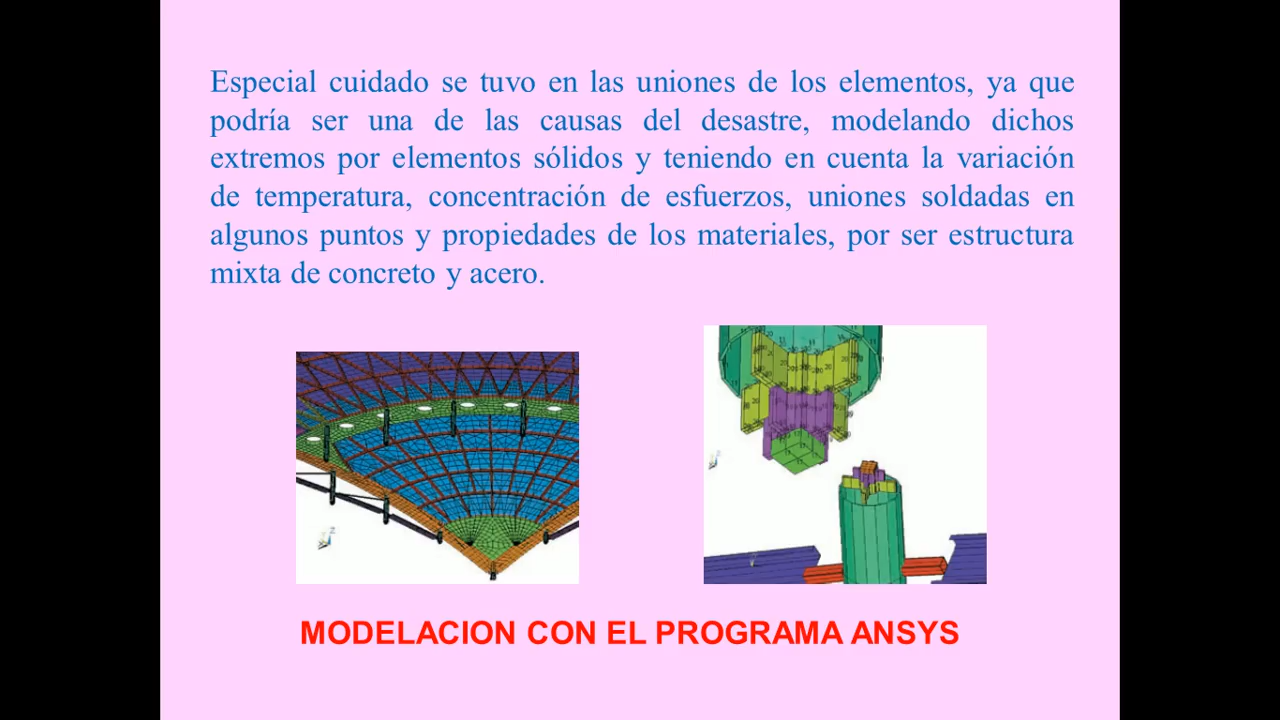 Especial cuidado se tuvo en las uniones de los elementos, ya que
podría ser una de las causas del desastre, modelando dichos
extremos por elementos sólidos y teniendo en cuenta la variación
de temperatura, concentración de esfuerzos, uniones soldadas en
algunos puntos y propiedades de los materiales, por ser estructura
mixta de concreto y acero.
MODELACION CON EL PROGRAMA ANSYS